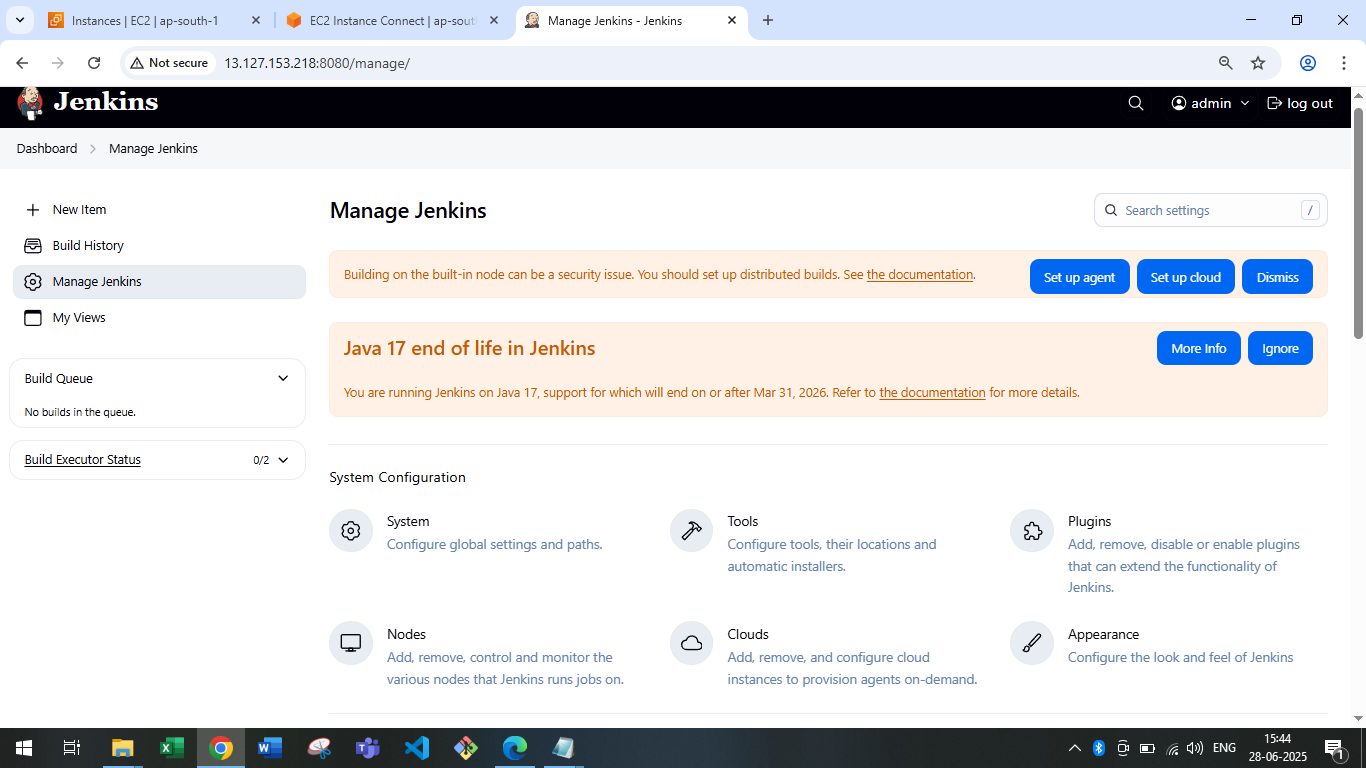 Instances | EC2 | ap-south-1
EC2 Instance Connect | ap-sout
Manage Jenkins - Jenkins
Not secure
13.127.153.218:8080/manage/
Jenkins
admin
log out
Dashboard
Manage Jenkins
New Item
Build History
Manage Jenkins
My Views
Build Queue
No builds in the queue.
Build Executor Status
0/2
Manage Jenkins
Search settings
/
Building on the built-in node can be a security issue. You should set up distributed builds. See the documentation.
Set up agent
Set up cloud
Dismiss
Java 17 end of life in Jenkins
More Info
Ignore
You are running Jenkins on Java 17, support for which will end on or after Mar 31, 2026. Refer to the documentation for more details.
System Configuration
System
Configure global settings and paths.
Tools
Configure tools, their locations and
automatic installers.
Plugins
Add, remove, disable or enable plugins
that can extend the functionality of
Jenkins.
Nodes
Add, remove, control and monitor the
various nodes that Jenkins runs jobs on.
Clouds
Add, remove, and configure cloud
instances to provision agents on-demand.
Appearance
Configure the look and feel of Jenkins
ENG
15:44
28-06-2025
1